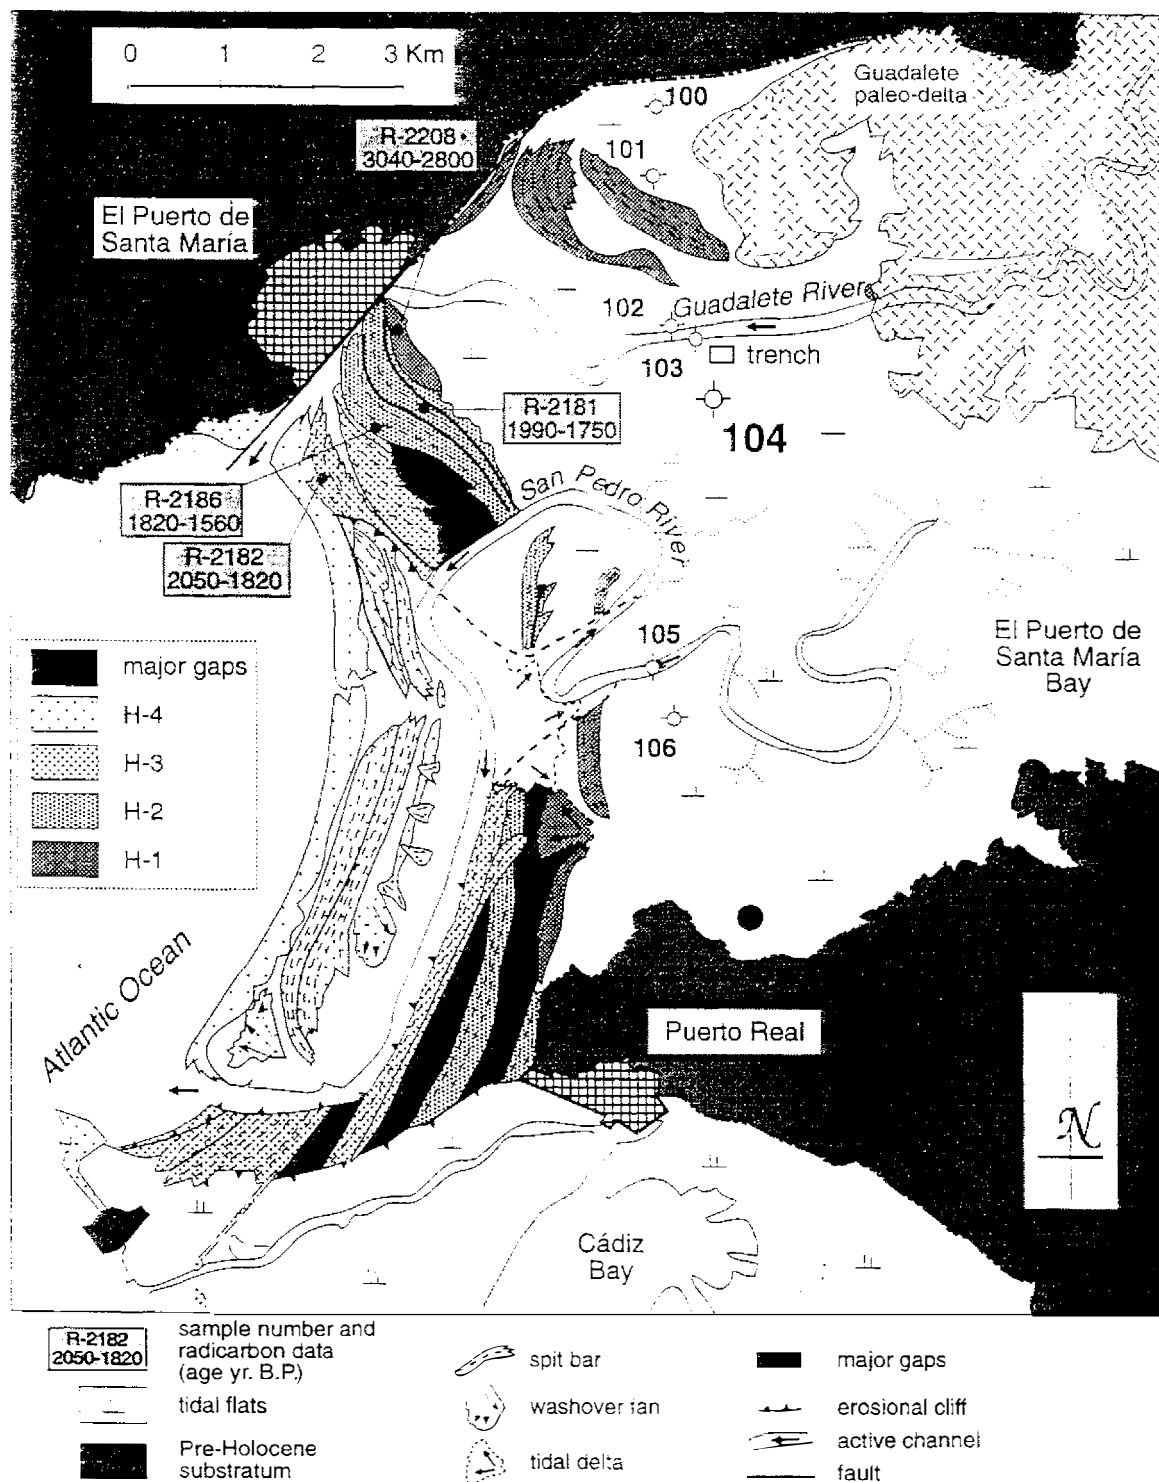 0 1 2 3 Km
Guadalete
paleo-delta
100
R-2208
3040-2800
101
El Puerto de
Santa María
102
Guadalete River
103
trench
R-2181
1990-1750
104
San Pedro River
R-2186
1820-1560
R-2182
2050-1820
105
El Puerto de
Santa María
Bay
106
major gaps
H-4
H-3
H-2
H-1
Atlantic Ocean
Puerto Real
N
Cádiz
Bay
R-2182
2050-1820
sample number and
radicarbon data
(age yr. B.P.)
tidal flats
Pre-Holocene
substratum
spit bar
washover fan
tidal delta
major gaps
erosional cliff
active channel
fault